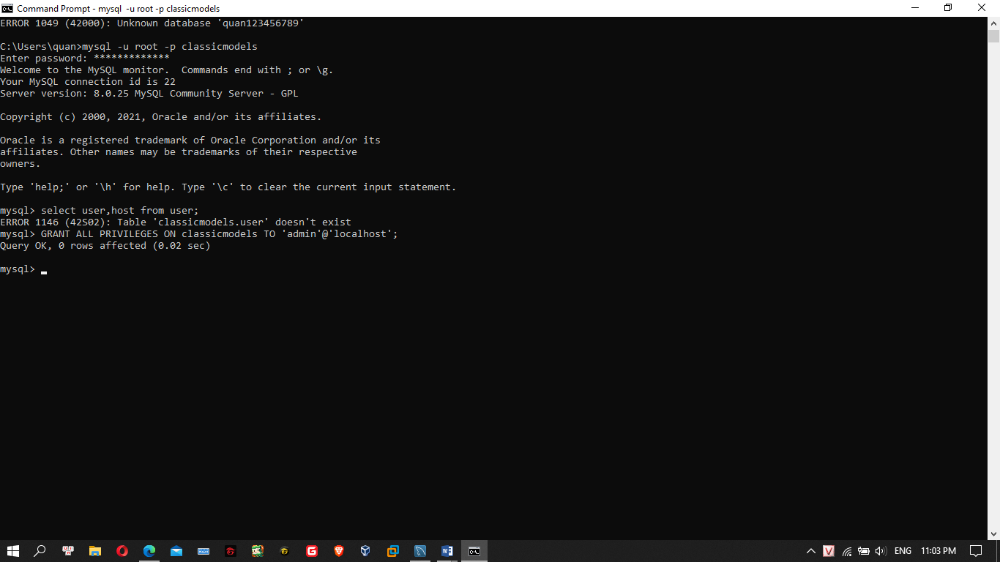 Command Prompt - mysql  -u root -p classicmodels
ERROR 1049 (42000): Unknown database 'quan123456789'
C:\Users\quan>mysql -u root -p classicmodels
Enter password: *************
Welcome to the MySQL monitor.  Commands end with ; or \g.
Your MySQL connection id is 22
Server version: 8.0.25 MySQL Community Server - GPL
Copyright (c) 2000, 2021, Oracle and/or its affiliates.
Oracle is a registered trademark of Oracle Corporation and/or its
affiliates. Other names may be trademarks of their respective
owners.
Type 'help;' or '\h' for help. Type '\c' to clear the current input statement.
mysql> select user,host from user;
ERROR 1146 (42S02): Table 'classicmodels.user' doesn't exist
mysql> GRANT ALL PRIVILEGES ON classicmodels TO 'admin'@'localhost';
Query OK, 0 rows affected (0.02 sec)
mysql>
ENG 11:03 PM